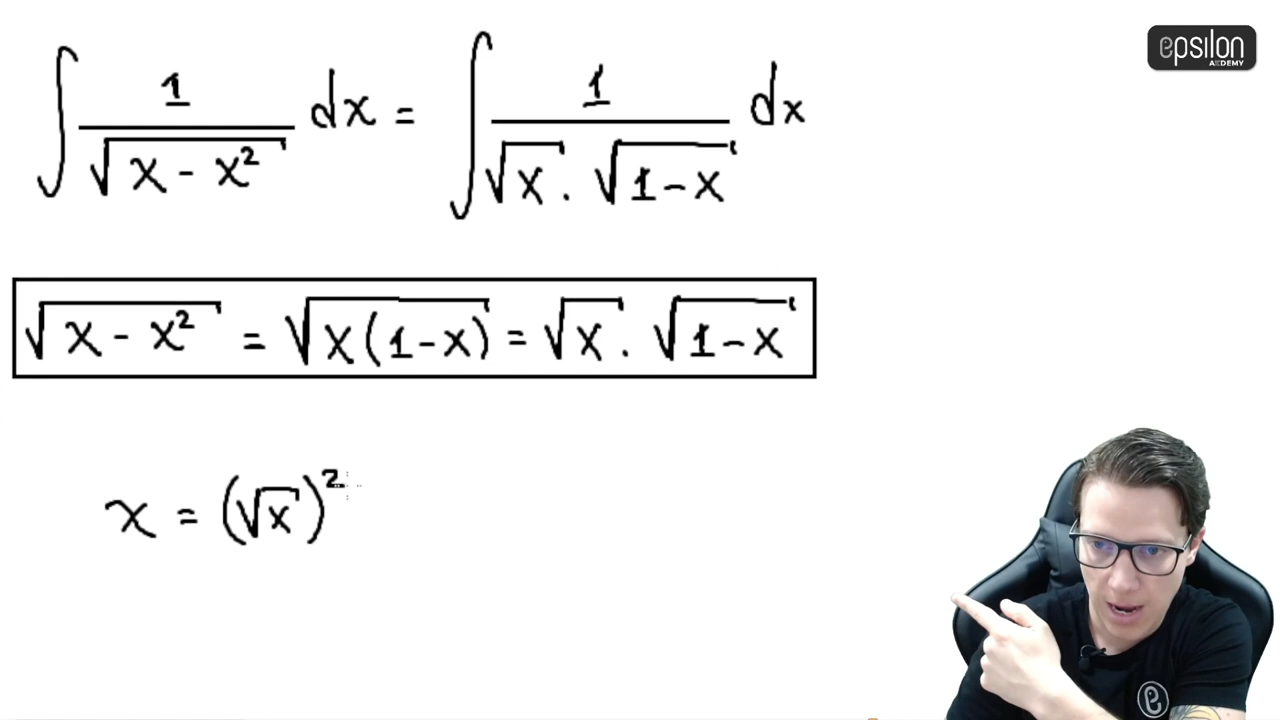 ∫ 1/√(x - x²) dx = ∫ 1/(√x . √(1-x)) dx
√(x - x²) = √(x(1-x)) = √x . √(1-x)
x = (√x)²
epsilon
ACADEMY
e